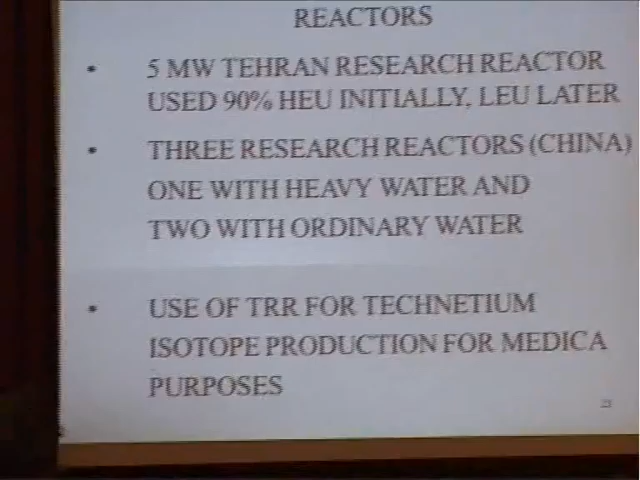 REACTORS
• 5 MW TEHRAN RESEARCH REACTOR
USED 90% HEU INITIALLY, LEU LATER
• THREE RESEARCH REACTORS (CHINA)
ONE WITH HEAVY WATER AND
TWO WITH ORDINARY WATER
• USE OF TRR FOR TECHNETIUM
ISOTOPE PRODUCTION FOR MEDICA
PURPOSES